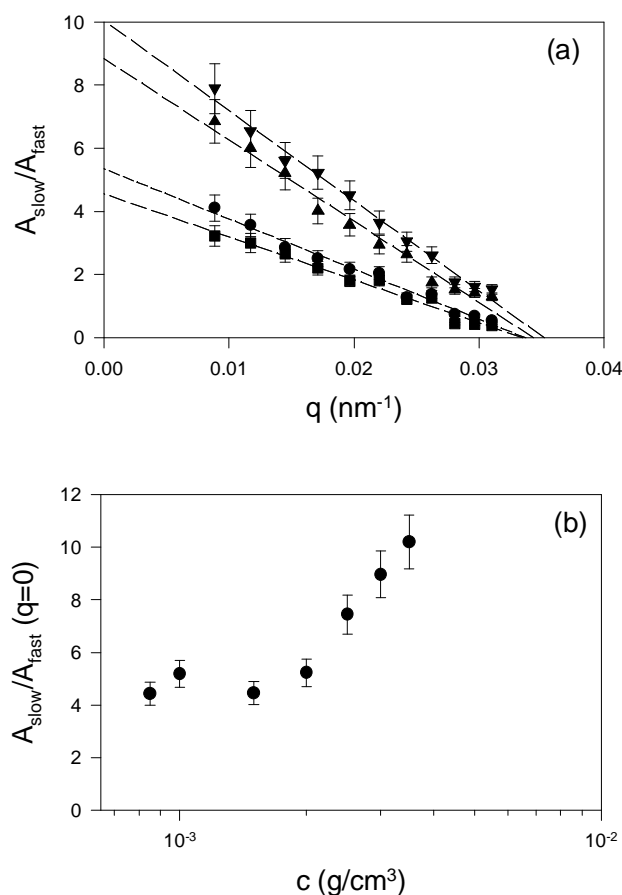 (a)
A_slow/A_fast
10
8
6
4
2
0
0.00 0.01 0.02 0.03 0.04
q (nm⁻¹)
(b)
A_slow/A_fast (q=0)
12
10
8
6
4
2
0
10⁻³ 10⁻²
c (g/cm³)